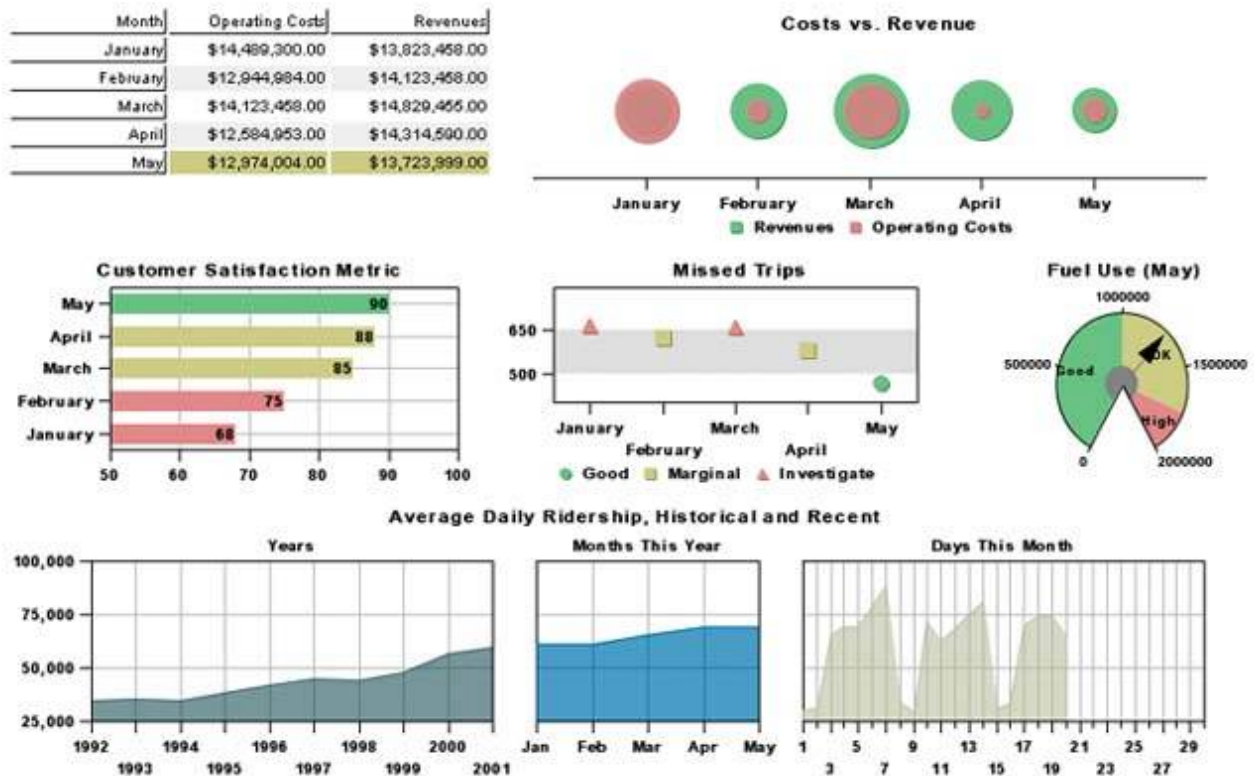 Month Operating Costs Revenues
January $14,489,300.00 $13,823,458.00
February $12,944,984.00 $14,123,458.00
March $14,123,458.00 $14,829,455.00
April $12,584,953.00 $14,314,590.00
May $12,974,004.00 $13,723,999.00
Costs vs. Revenue
January February March April May
Revenues Operating Costs
Customer Satisfaction Metric
May 90
April 88
March 85
February 75
January 68
50 60 70 80 90 100
Missed Trips
650
500
January March May
February April
Good Marginal Investigate
Fuel Use (May)
1000000
500000 Good OK 1500000
High
0 2000000
Average Daily Ridership, Historical and Recent
Years Months This Year Days This Month
100,000
75,000
50,000
25,000
1992 1994 1996 1998 2000
1993 1995 1997 1999 2001
Jan Feb Mar Apr May
1 5 9 13 17 21 25 29
3 7 11 15 19 23 27